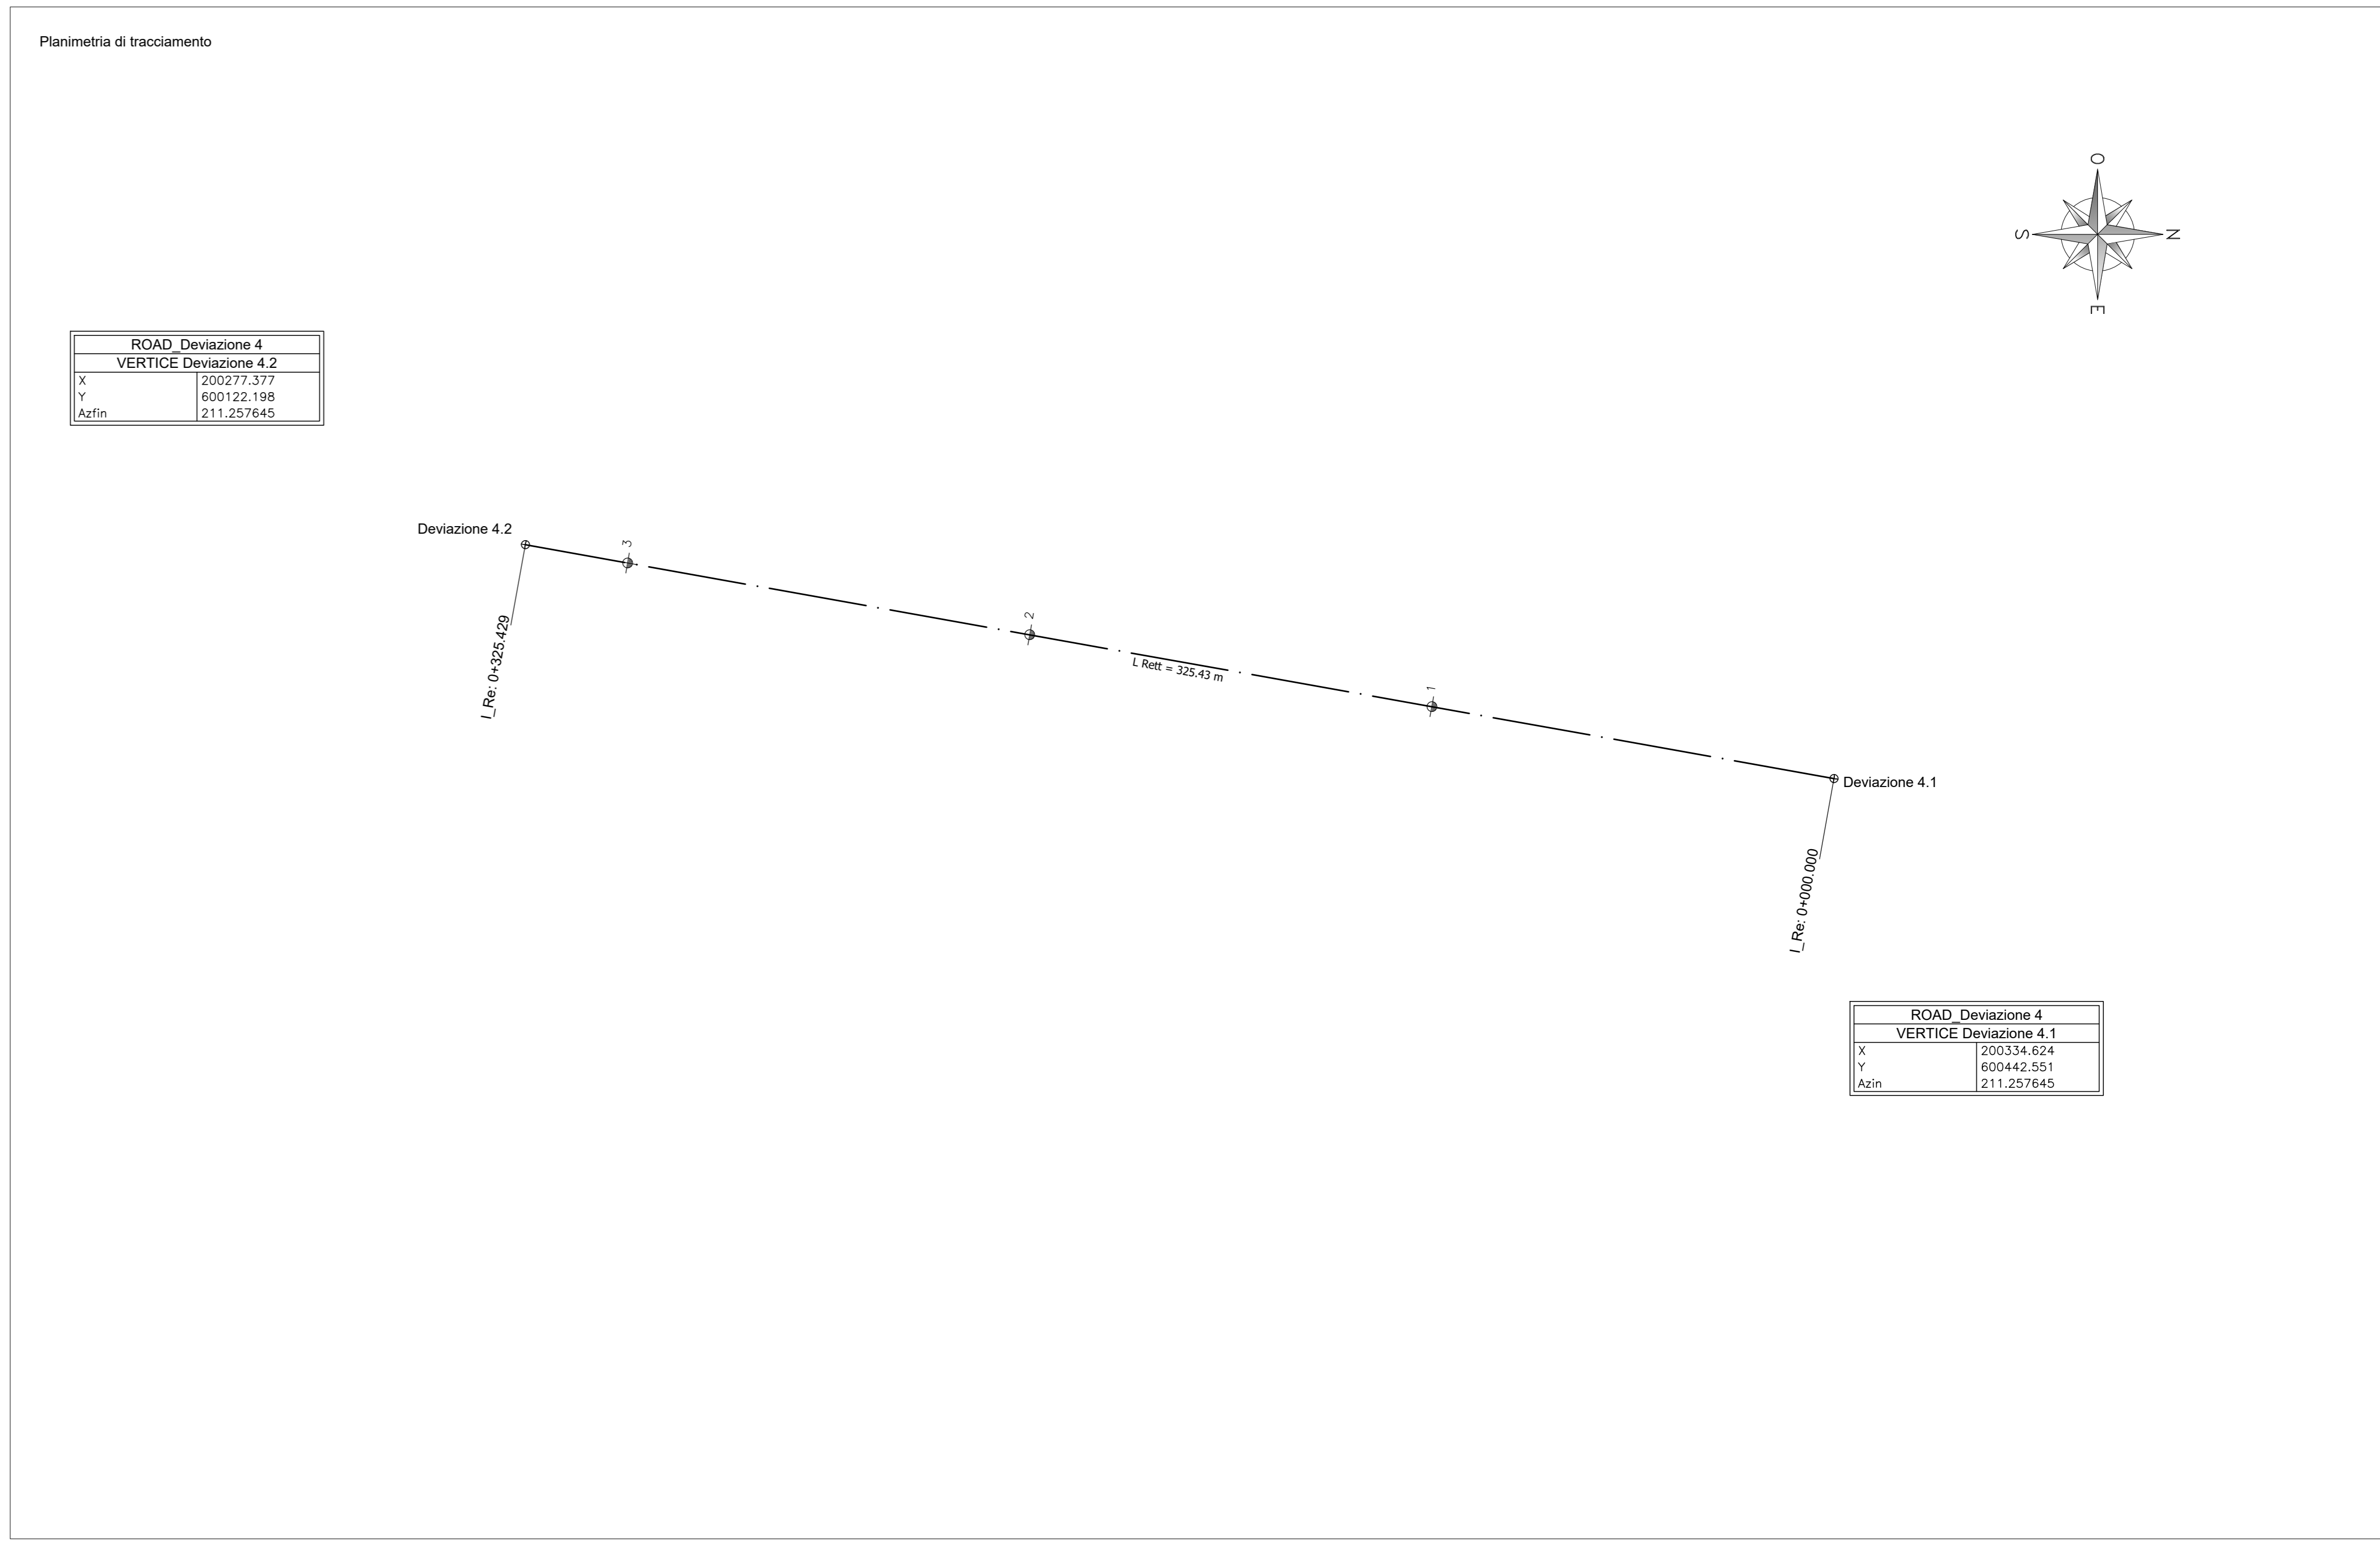 Planimetria di tracciamento
O
S
N
E
ROAD_Deviazione 4
VERTICE Deviazione 4.2
X 200277.377
Y 600122.198
Azfin 211.257645
Deviazione 4.2
3
2
1
L Rett = 325.43 m
I_Re: 0+325.429
Deviazione 4.1
I_Re: 0+000.000
ROAD_Deviazione 4
VERTICE Deviazione 4.1
X 200334.624
Y 600442.551
Azin 211.257645